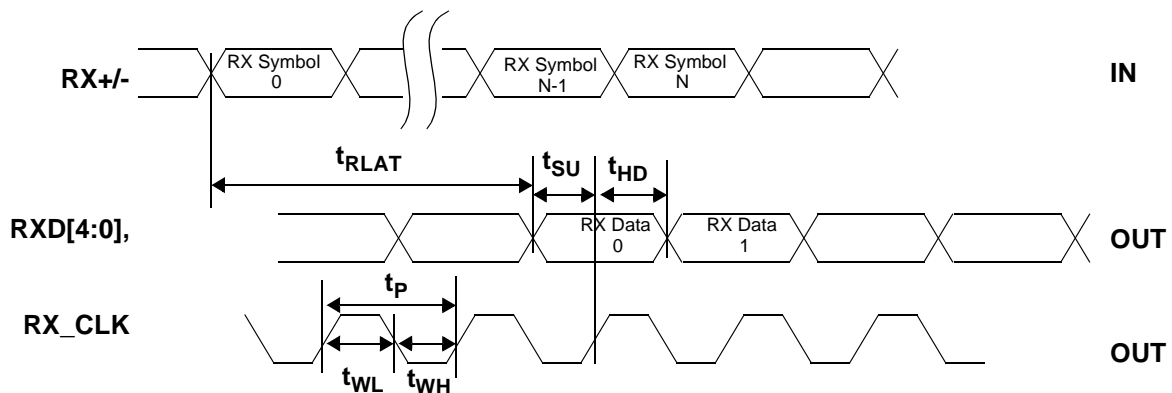 RX+/-
RX Symbol
0
RX Symbol
N-1
RX Symbol
N
IN
tRLAT
tSU
tHD
RXD[4:0],
RX Data
0
RX Data
1
OUT
tP
RX_CLK
OUT
tWL
tWH